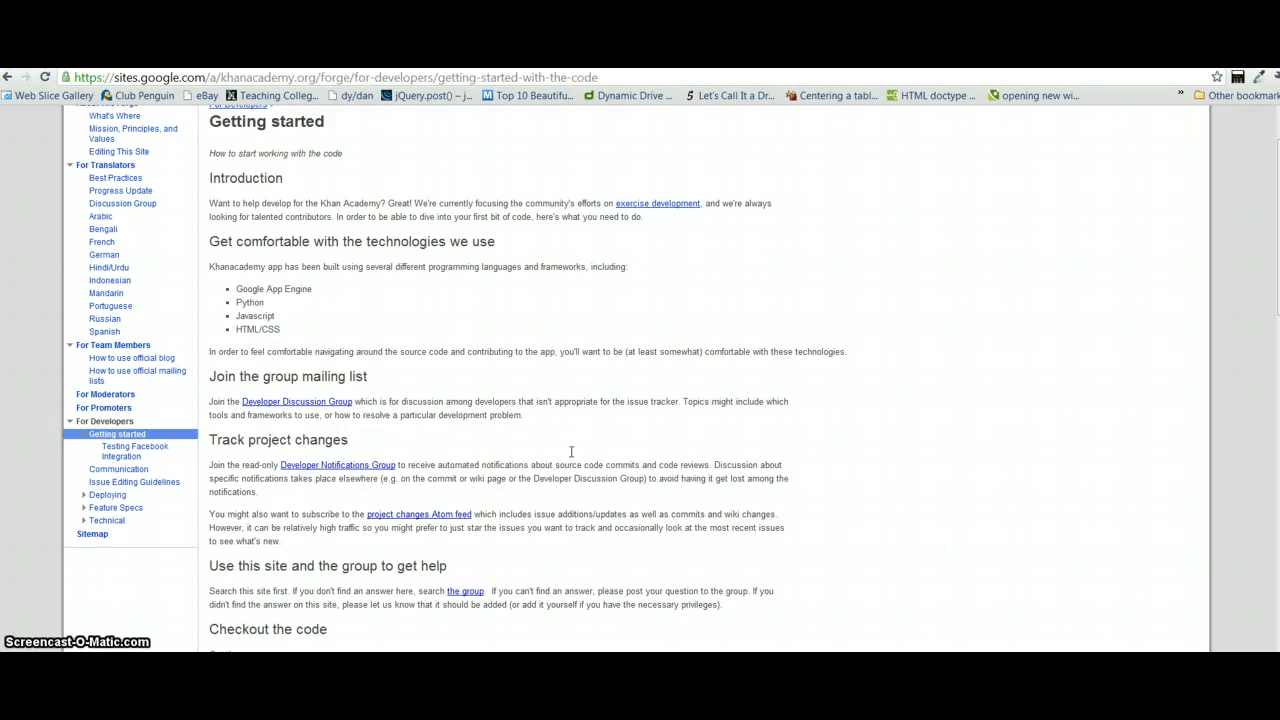 https://sites.google.com/a/khanacademy.org/forge/for-developers/getting-started-with-the-code
Web Slice Gallery Club Penguin eBay Teaching Colleg... dy/dan jQuery.post() – j... Top 10 Beautifu... Dynamic Drive ... Let's Call It a Dr... Centering a tabl... HTML doctype ... opening new wi... » Other bookmark
What's Where
Mission, Principles, and
Values
Editing This Site
For Translators
Best Practices
Progress Update
Discussion Group
Arabic
Bengali
French
German
Hindi/Urdu
Indonesian
Mandarin
Portuguese
Russian
Spanish
For Team Members
How to use official blog
How to use official mailing
lists
For Moderators
For Promoters
For Developers
Getting started
Testing Facebook
Integration
Communication
Issue Editing Guidelines
Deploying
Feature Specs
Technical
Sitemap
For Developers >
Getting started
How to start working with the code
Introduction
Want to help develop for the Khan Academy? Great! We're currently focusing the community's efforts on exercise development, and we're always
looking for talented contributors. In order to be able to dive into your first bit of code, here's what you need to do.
Get comfortable with the technologies we use
Khanacademy app has been built using several different programming languages and frameworks, including:
Google App Engine
Python
Javascript
HTML/CSS
In order to feel comfortable navigating around the source code and contributing to the app, you'll want to be (at least somewhat) comfortable with these technologies.
Join the group mailing list
Join the Developer Discussion Group which is for discussion among developers that isn't appropriate for the issue tracker. Topics might include which
tools and frameworks to use, or how to resolve a particular development problem.
Track project changes
Join the read-only Developer Notifications Group to receive automated notifications about source code commits and code reviews. Discussion about
specific notifications takes place elsewhere (e.g. on the commit or wiki page or the Developer Discussion Group) to avoid having it get lost among the
notifications.
You might also want to subscribe to the project changes Atom feed which includes issue additions/updates as well as commits and wiki changes.
However, it can be relatively high traffic so you might prefer to just star the issues you want to track and occasionally look at the most recent issues
to see what's new.
Use this site and the group to get help
Search this site first. If you don't find an answer here, search the group. If you can't find an answer, please post your question to the group. If you
didn't find the answer on this site, please let us know that it should be added (or add it yourself if you have the necessary privileges).
Checkout the code
Screencast-O-Matic.com